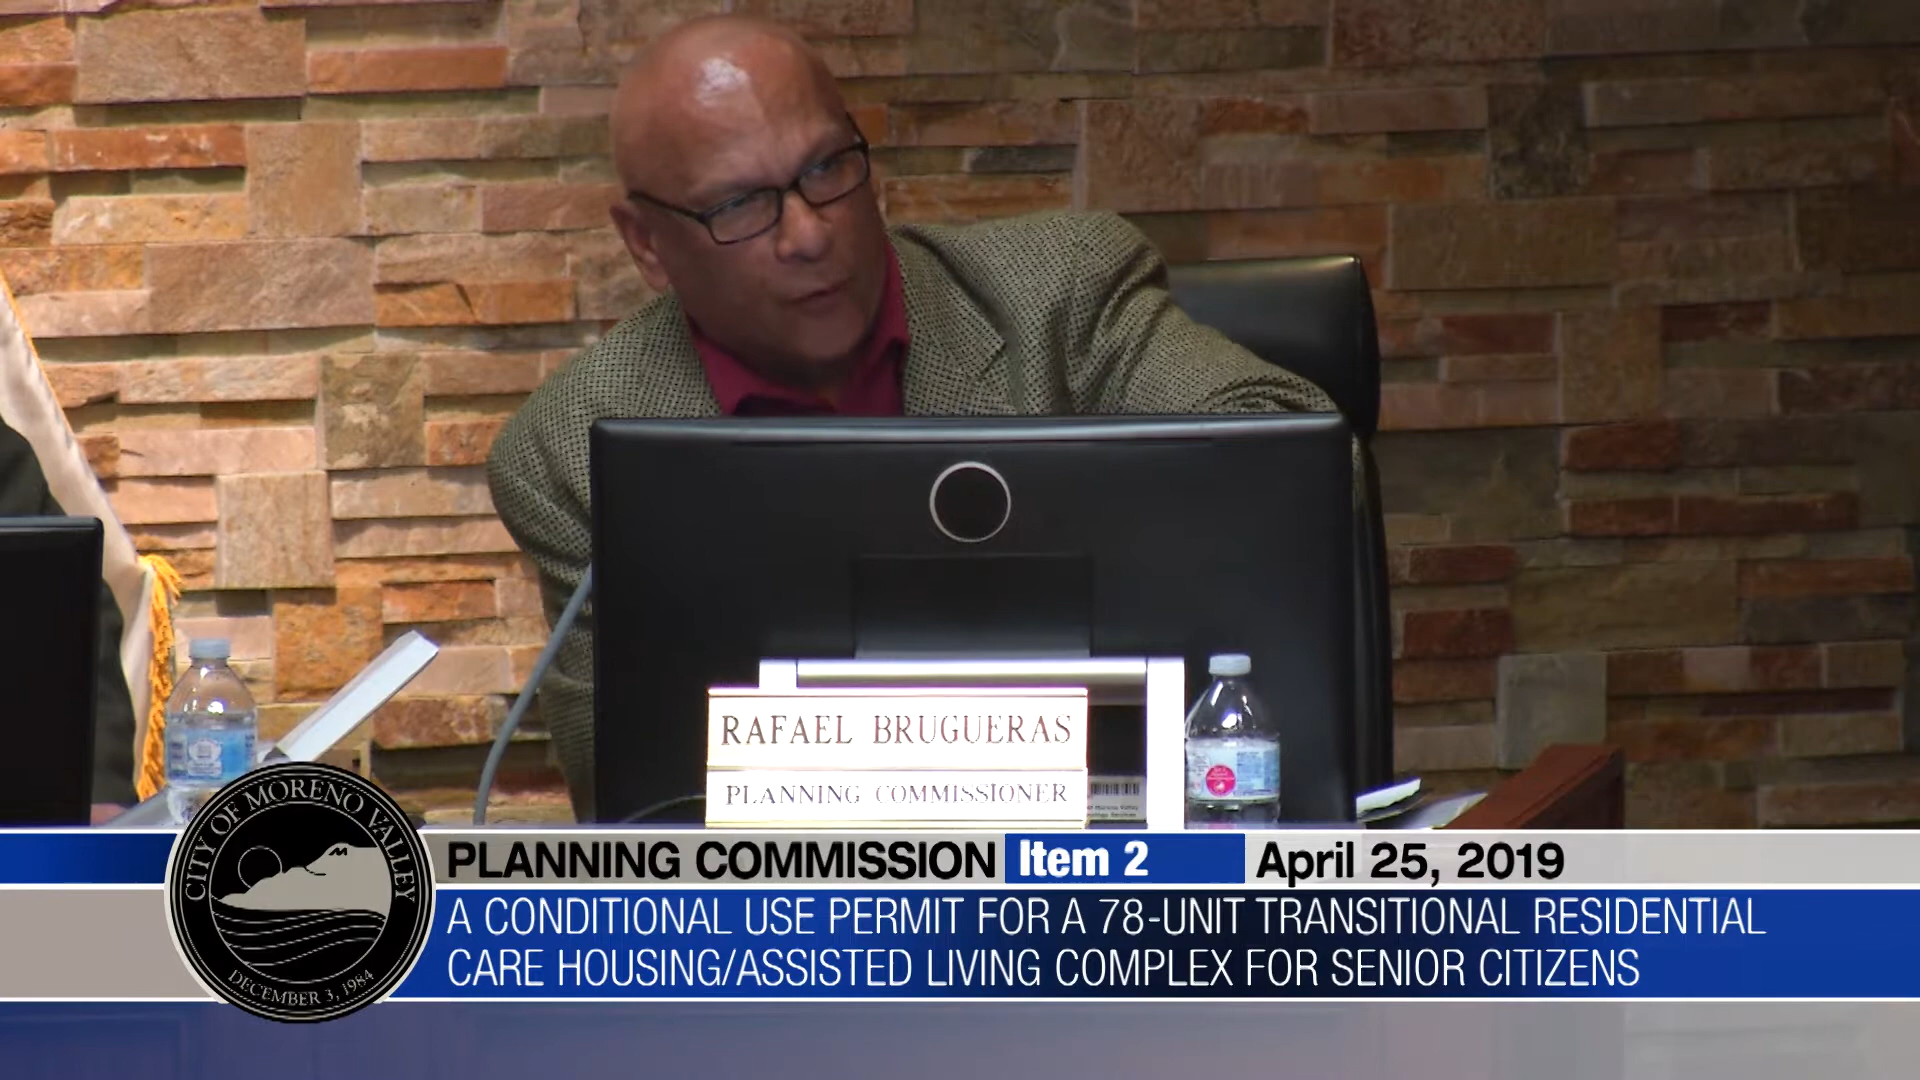 RAFAEL BRUGUERAS
PLANNING COMMISSIONER
CITY OF MORENO VALLEY
DECEMBER 3, 1984
PLANNING COMMISSION Item 2 April 25, 2019
A CONDITIONAL USE PERMIT FOR A 78-UNIT TRANSITIONAL RESIDENTIAL
CARE HOUSING/ASSISTED LIVING COMPLEX FOR SENIOR CITIZENS